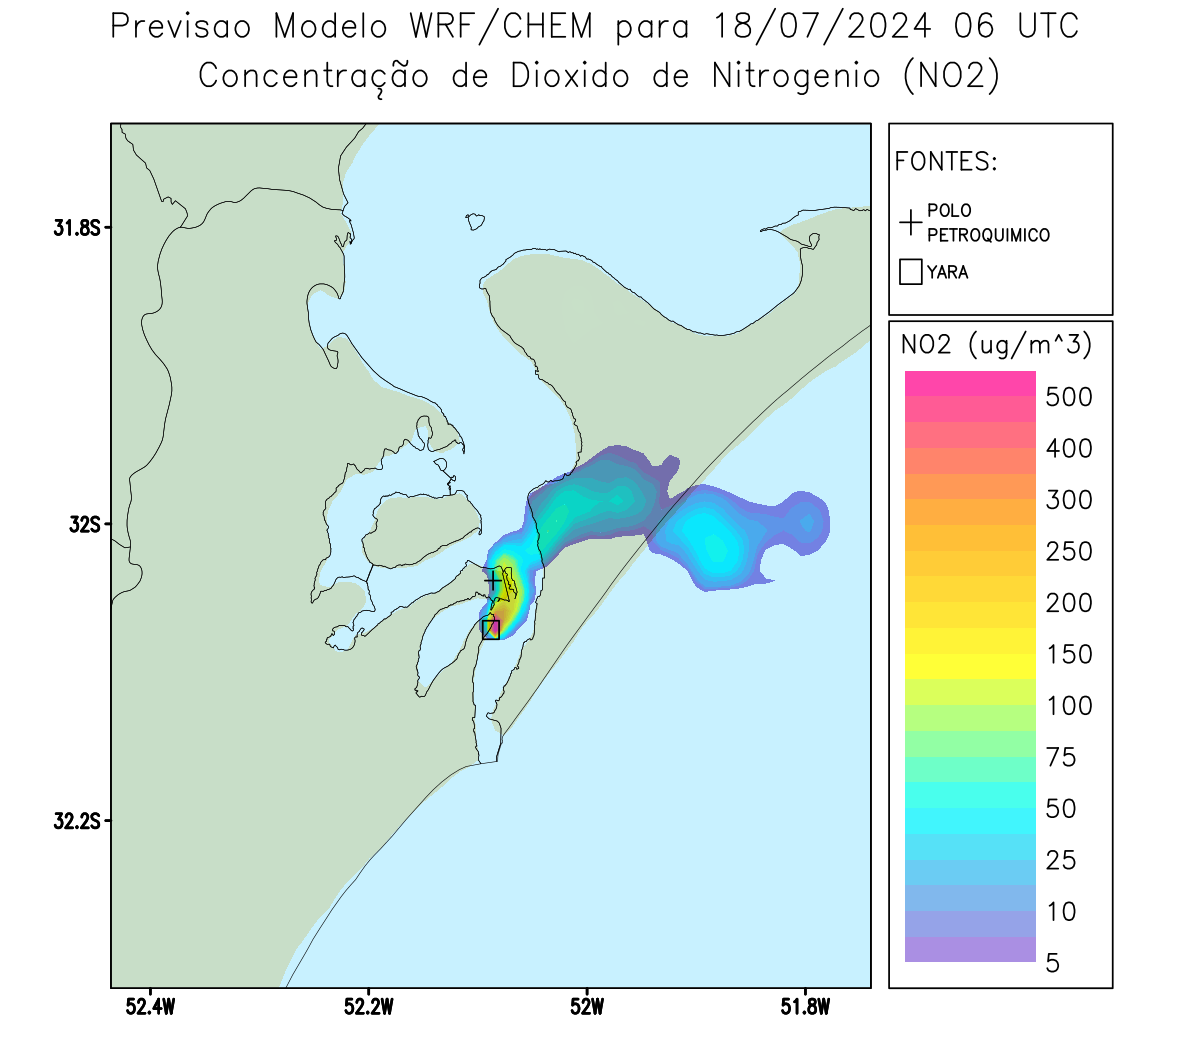 Previsao Modelo WRF/CHEM para 18/07/2024 06 UTC
Concentração de Dioxido de Nitrogenio (NO2)
FONTES:
POLO
PETROQUIMICO
YARA
NO2 (ug/m^3)
500
400
300
250
200
150
100
75
50
25
10
5
31.8S
32S
32.2S
52.4W
52.2W
52W
51.8W